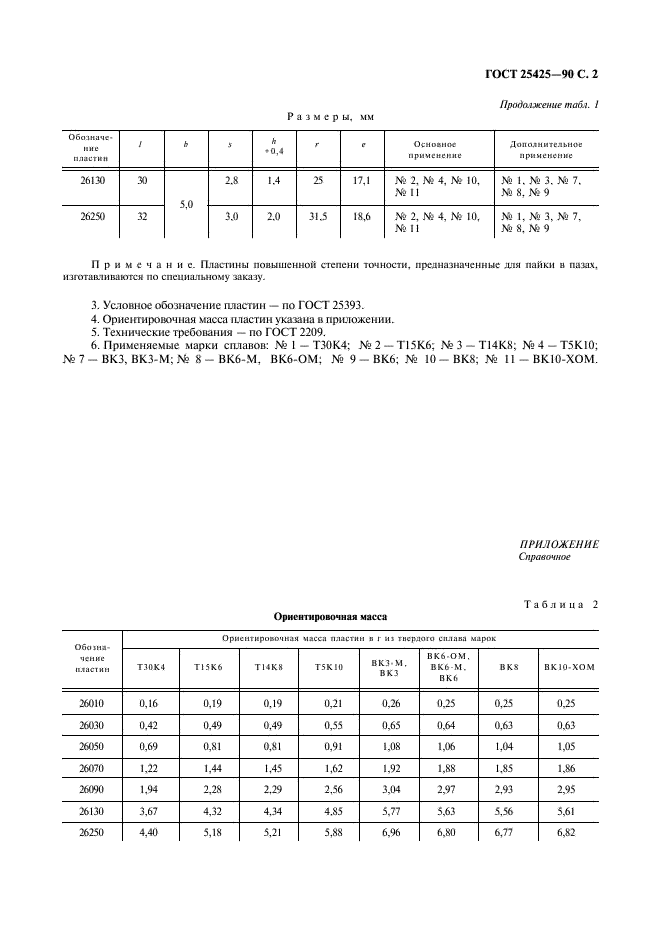 ГОСТ 25425—90 С. 2
Продолжение табл. 1
Размеры, мм
Обозначе-
ние
пластин
l
b
s
h
+0,4
r
e
Основное
применение
Дополнительное
применение
26130 30 2,8 1,4 25 17,1 № 2, № 4, № 10, № 1, № 3, № 7,
№ 11 № 8, № 9
5,0
26250 32 3,0 2,0 31,5 18,6 № 2, № 4, № 10, № 1, № 3, № 7,
№ 11 № 8, № 9
Примечание. Пластины повышенной степени точности, предназначенные для пайки в пазах,
изготавливаются по специальному заказу.
3. Условное обозначение пластин — по ГОСТ 25393.
4. Ориентировочная масса пластин указана в приложении.
5. Технические требования — по ГОСТ 2209.
6. Применяемые марки сплавов: № 1 — Т30К4; № 2 — Т15К6; № 3 — Т14К8; № 4 — Т5К10;
№ 7 — ВК3, ВК3-М; № 8 — ВК6-М, ВК6-ОМ; № 9 — ВК6; № 10 — ВК8; № 11 — ВК10-ХОМ.
ПРИЛОЖЕНИЕ
Справочное
Таблица 2
Ориентировочная масса
Обозна-
чение
пластин
Ориентировочная масса пластин в г из твердого сплава марок
Т30К4
Т15К6
Т14К8
Т5К10
ВК3-М,
ВК3
ВК6-ОМ,
ВК6-М,
ВК6
ВК8
ВК10-ХОМ
26010 0,16 0,19 0,19 0,21 0,26 0,25 0,25 0,25
26030 0,42 0,49 0,49 0,55 0,65 0,64 0,63 0,63
26050 0,69 0,81 0,81 0,91 1,08 1,06 1,04 1,05
26070 1,22 1,44 1,45 1,62 1,92 1,88 1,85 1,86
26090 1,94 2,28 2,29 2,56 3,04 2,97 2,93 2,95
26130 3,67 4,32 4,34 4,85 5,77 5,63 5,56 5,61
26250 4,40 5,18 5,21 5,88 6,96 6,80 6,77 6,82